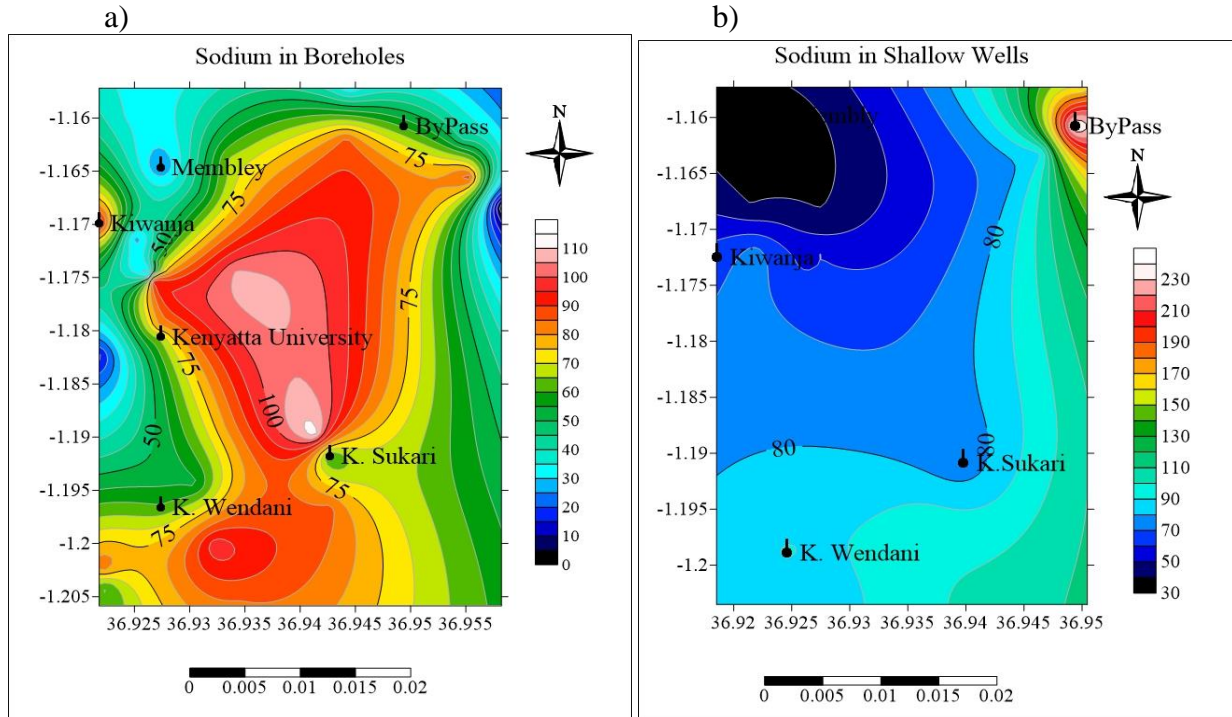 a)
Sodium in Boreholes
-1.16
-1.165
-1.17
-1.175
-1.18
-1.185
-1.19
-1.195
-1.2
-1.205
ByPass
Membley
Kiwanja
Kenyatta University
K. Sukari
K. Wendani
75
75
50
75
75
100
50
75
75
N
110
100
90
80
70
60
50
40
30
20
10
0
36.925 36.93 36.935 36.94 36.945 36.95 36.955
0 0.005 0.01 0.015 0.02
b)
Sodium in Shallow Wells
-1.16
-1.165
-1.17
-1.175
-1.18
-1.185
-1.19
-1.195
-1.2
ByPass
Kiwanja
K.Sukari
K. Wendani
80
80
80
N
230
210
190
170
150
130
110
90
70
50
30
36.92 36.925 36.93 36.935 36.94 36.945 36.95
0 0.005 0.01 0.015 0.02